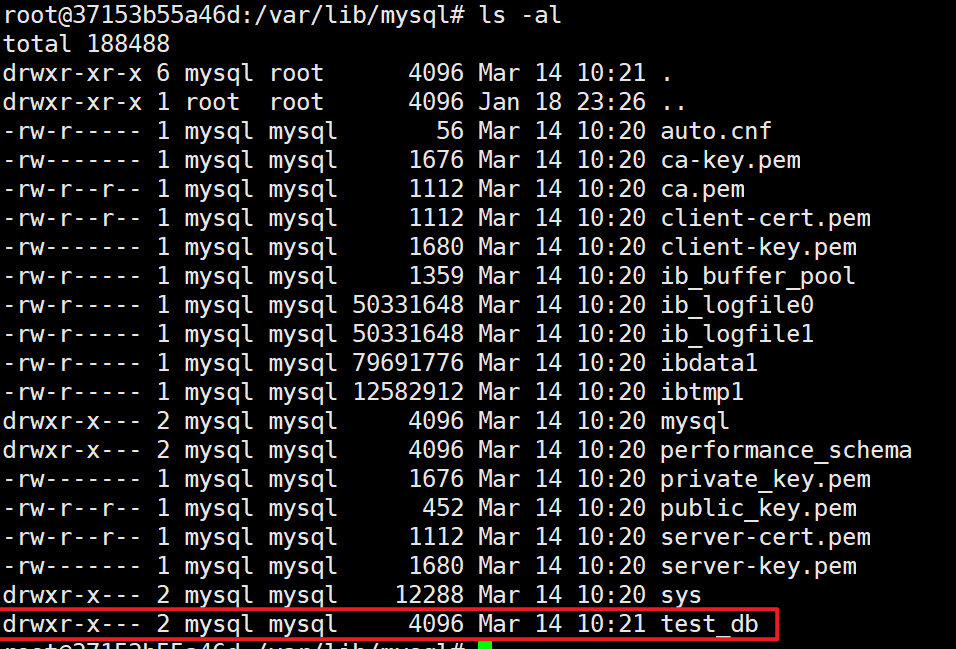 root@37153b55a46d:/var/lib/mysql# ls -al
total 188488
drwxr-xr-x 6 mysql root      4096 Mar 14 10:21 .
drwxr-xr-x 1 root  root      4096 Jan 18 23:26 ..
-rw-r----- 1 mysql mysql       56 Mar 14 10:20 auto.cnf
-rw------- 1 mysql mysql     1676 Mar 14 10:20 ca-key.pem
-rw-r--r-- 1 mysql mysql     1112 Mar 14 10:20 ca.pem
-rw-r--r-- 1 mysql mysql     1112 Mar 14 10:20 client-cert.pem
-rw------- 1 mysql mysql     1680 Mar 14 10:20 client-key.pem
-rw-r----- 1 mysql mysql     1359 Mar 14 10:20 ib_buffer_pool
-rw-r----- 1 mysql mysql 50331648 Mar 14 10:20 ib_logfile0
-rw-r----- 1 mysql mysql 50331648 Mar 14 10:20 ib_logfile1
-rw-r----- 1 mysql mysql 79691776 Mar 14 10:20 ibdata1
-rw-r----- 1 mysql mysql 12582912 Mar 14 10:20 ibtmp1
drwxr-x--- 2 mysql mysql     4096 Mar 14 10:20 mysql
drwxr-x--- 2 mysql mysql     4096 Mar 14 10:20 performance_schema
-rw------- 1 mysql mysql     1676 Mar 14 10:20 private_key.pem
-rw-r--r-- 1 mysql mysql      452 Mar 14 10:20 public_key.pem
-rw-r--r-- 1 mysql mysql     1112 Mar 14 10:20 server-cert.pem
-rw------- 1 mysql mysql     1680 Mar 14 10:20 server-key.pem
drwxr-x--- 2 mysql mysql    12288 Mar 14 10:20 sys
drwxr-x--- 2 mysql mysql     4096 Mar 14 10:21 test_db
root@37153b55a46d:/var/lib/mysql#